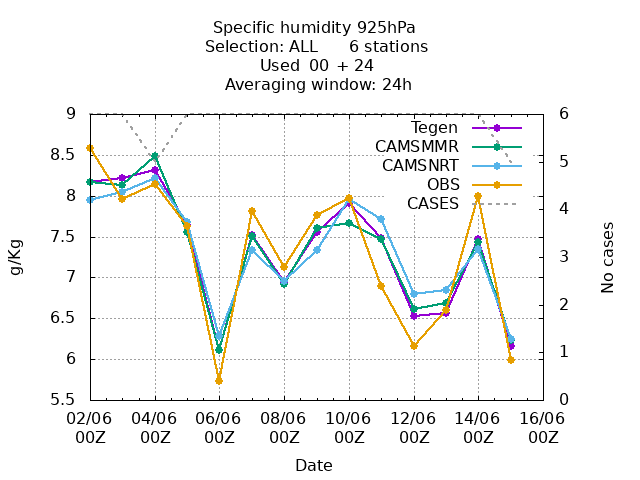 Specific humidity 925hPa
Selection: ALL 6 stations
Used 00 + 24
Averaging window: 24h
9
8.5
8
7.5
7
6.5
6
5.5
g/Kg
6
5
4
3
2
1
0
No cases
Tegen
CAMSMMR
CAMSNRT
OBS
CASES
02/06 04/06 06/06 08/06 10/06 12/06 14/06 16/06
00Z 00Z 00Z 00Z 00Z 00Z 00Z 00Z
Date